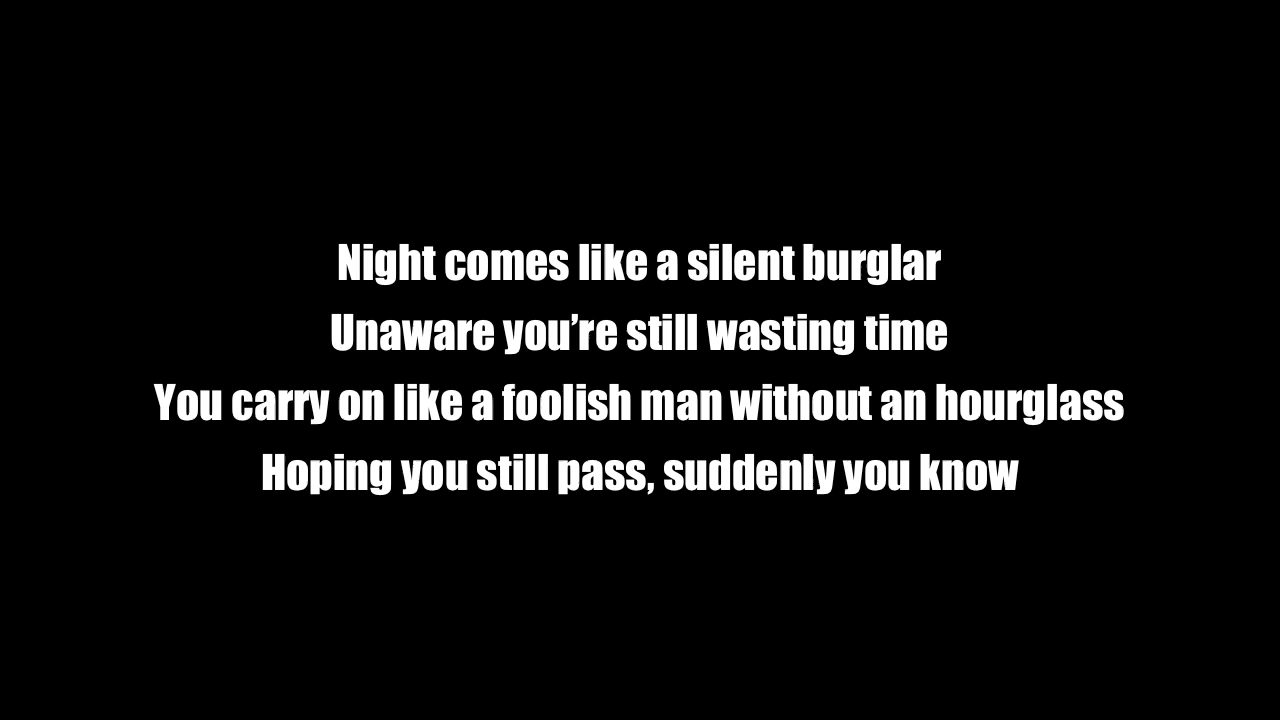 Night comes like a silent burglar
Unaware you’re still wasting time
You carry on like a foolish man without an hourglass
Hoping you still pass, suddenly you know